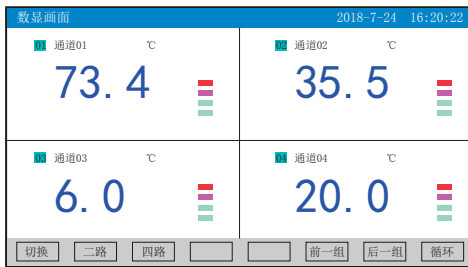 数显画面 2018-7-24 16:20:22
01 通道01 ℃ 02 通道02 ℃
73.4 35.5
03 通道03 ℃ 04 通道04 ℃
6.0 20.0
切换 二路 四路 前一组 后一组 循环